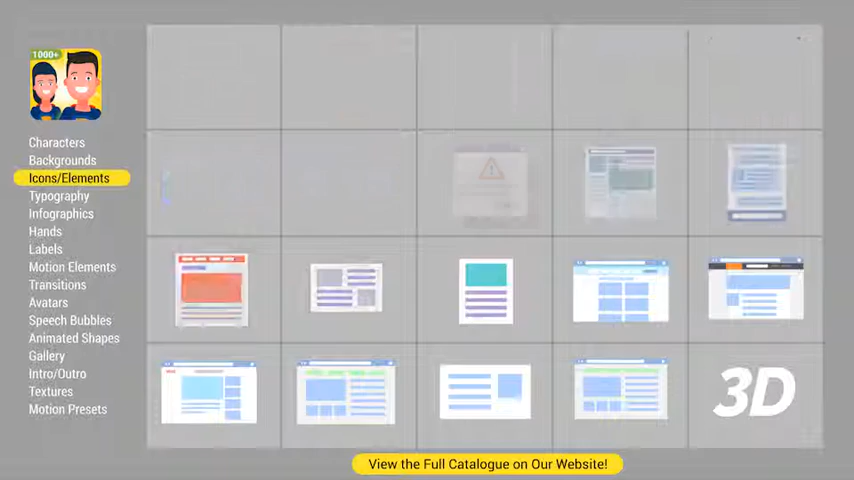 1000+
Characters
Backgrounds
Icons/Elements
Typography
Infographics
Hands
Labels
Motion Elements
Transitions
Avatars
Speech Bubbles
Animated Shapes
Gallery
Intro/Outro
Textures
Motion Presets
3D
View the Full Catalogue on Our Website!